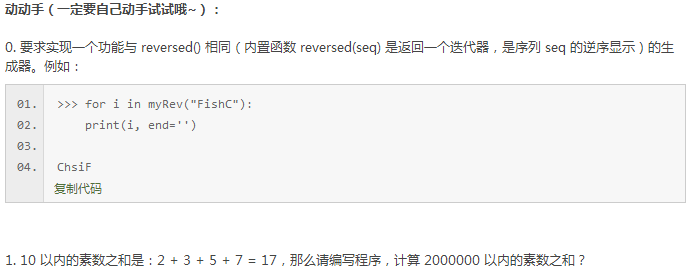 动动手（一定要自己动手试试哦~）：
0. 要求实现一个功能与 reversed() 相同（内置函数 reversed(seq) 是返回一个迭代器，是序列 seq 的逆序显示）的生
成器。例如：
01. >>> for i in myRev("FishC"):
02. print(i, end='')
03.
04. ChsiF
复制代码
1. 10 以内的素数之和是：2 + 3 + 5 + 7 = 17，那么请编写程序，计算 2000000 以内的素数之和？